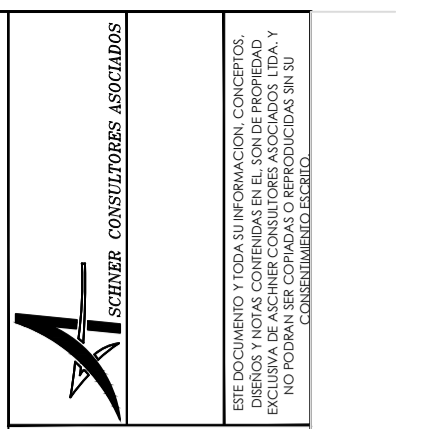 SCHNER CONSULTORES ASOCIADOS
ESTE DOCUMENTO Y TODA SU INFORMACION, CONCEPTOS,
DISEÑOS Y NOTAS CONTENIDAS EN EL, SON DE PROPIEDAD
EXCLUSIVA DE ASCHNER CONSULTORES ASOCIADOS LTDA. Y
NO PODRAN SER COPIADAS O REPRODUCIDAS SIN SU
CONSENTIMIENTO ESCRITO.